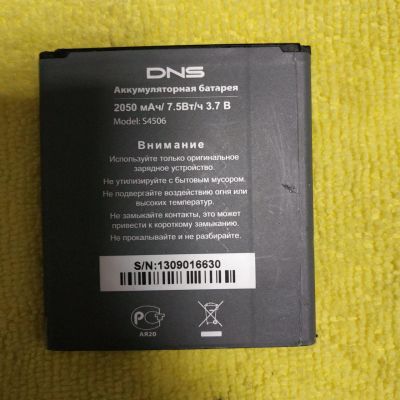 DNS
Аккумуляторная батарея
2050 мАч/ 7.5Вт/ч 3.7 В
Model: S4506
Внимание
Используйте только оригинальное
зарядное устройство.
Не утилизируйте с бытовым мусором.
Не подвергайте воздействию огня или
высоких температур.
Не замыкайте контакты, это может
привести к короткому замыканию.
Не прокалывайте и не разбирайте.
S/N:1309016630
АЯ20